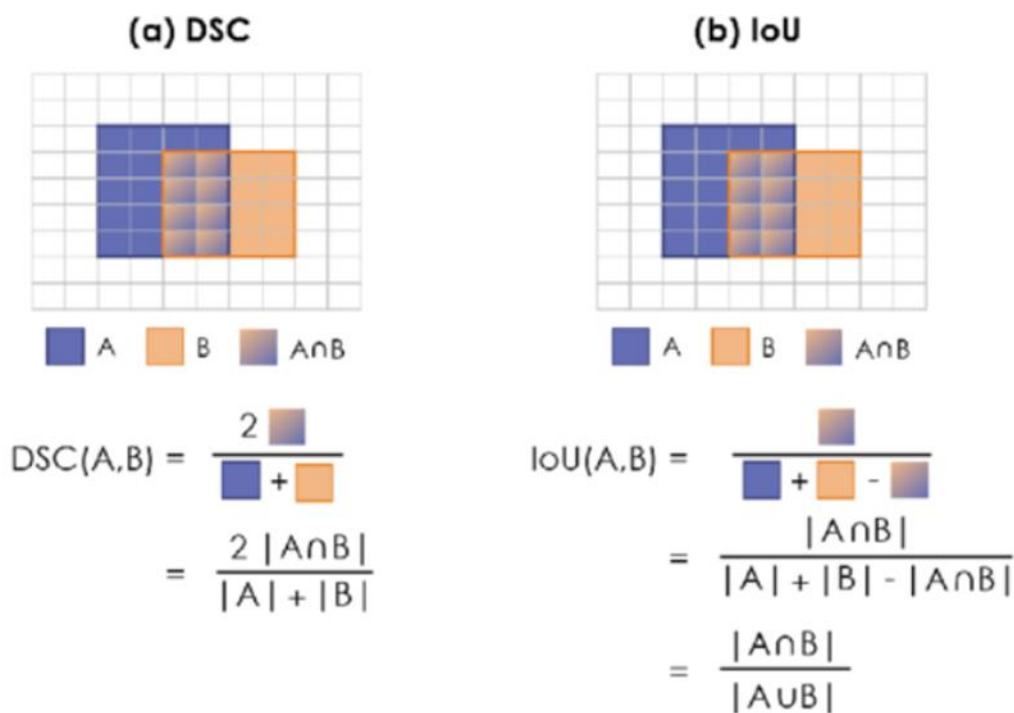 (a) DSC
(b) IoU
A B A∩B
A B A∩B
DSC(A,B) = 2 / +
= 2 |A∩B| / |A| + |B|
IoU(A,B) = / + -
= |A∩B| / |A| + |B| - |A∩B|
= |A∩B| / |A∪B|